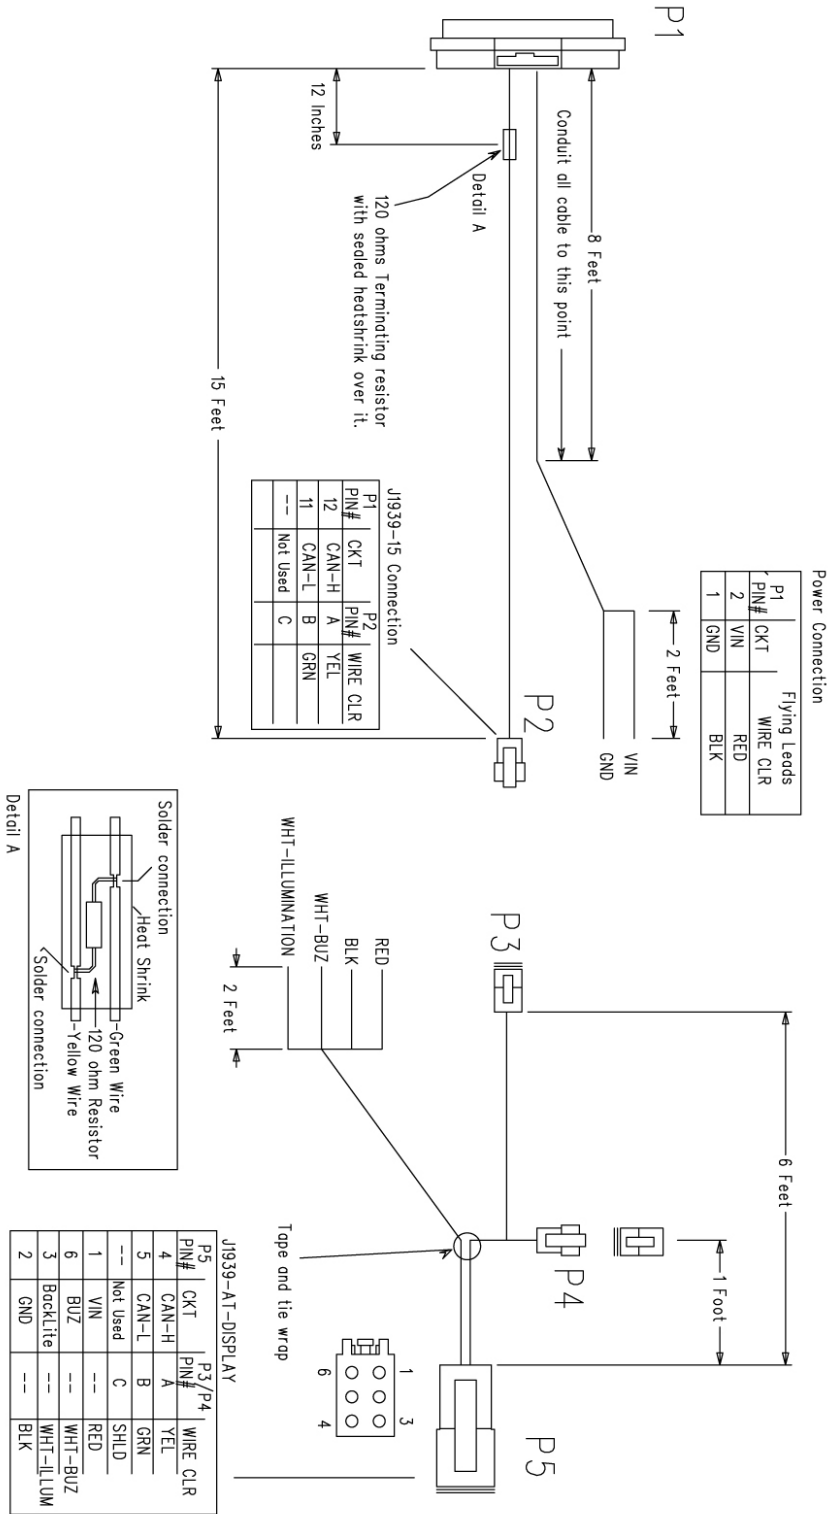 P1
12 Inches
Conduit all cable to this point
8 Feet
Detail A
120 ohms Terminating resistor
with sealed heatshrink over it.
15 Feet
Power Connection
P1 Flying Leads
PIN# CKT WIRE CLR
2 VIN RED
1 GND BLK
2 Feet
VIN
GND
J1939-15 Connection
P1 P2
PIN# CKT PIN# WIRE CLR
12 CAN-H A YEL
11 CAN-L B GRN
-- Not Used C
P2
P3
6 Feet
1 Foot
P4
RED
BLK
WHT-BUZ
WHT-ILLUMINATION
2 Feet
Tape and tie wrap
P5
1
3
6
4
J1939-AT-DISPLAY
P5 P3/P4
PIN# CKT PIN# WIRE CLR
4 CAN-H A YEL
5 CAN-L B GRN
-- Not Used C SHLD
1 VIN -- RED
6 BUZ -- WHT-BUZ
3 BackLite -- WHT-ILLUM
2 GND -- BLK
Solder connection
Heat Shrink
Green Wire
120 ohm Resistor
Yellow Wire
Solder connection
Detail A